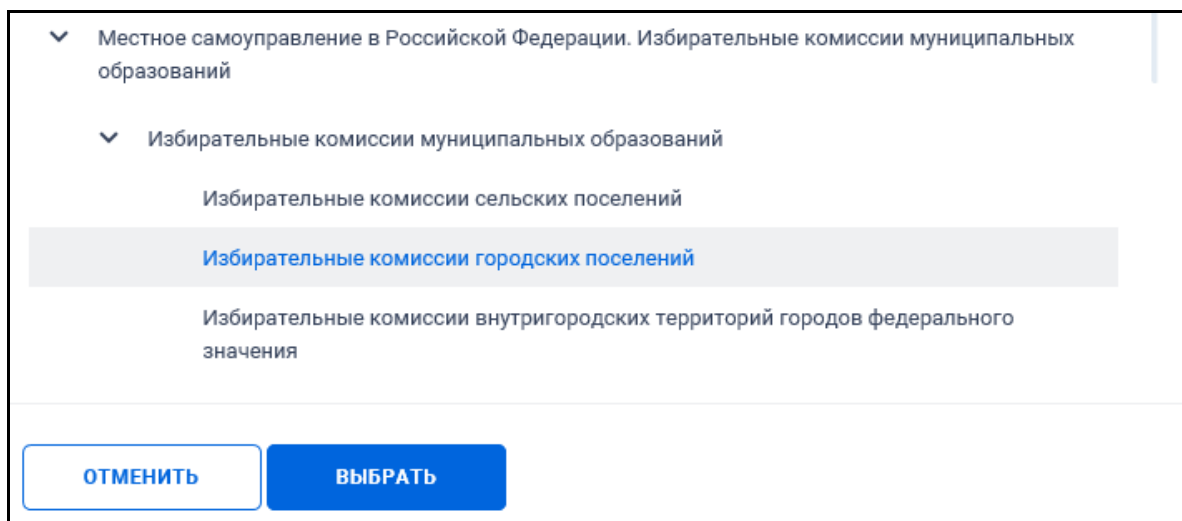 Местное самоуправление в Российской Федерации. Избирательные комиссии муниципальных
образований
Избирательные комиссии муниципальных образований
Избирательные комиссии сельских поселений
Избирательные комиссии городских поселений
Избирательные комиссии внутригородских территорий городов федерального
значения
ОТМЕНИТЬ
ВЫБРАТЬ